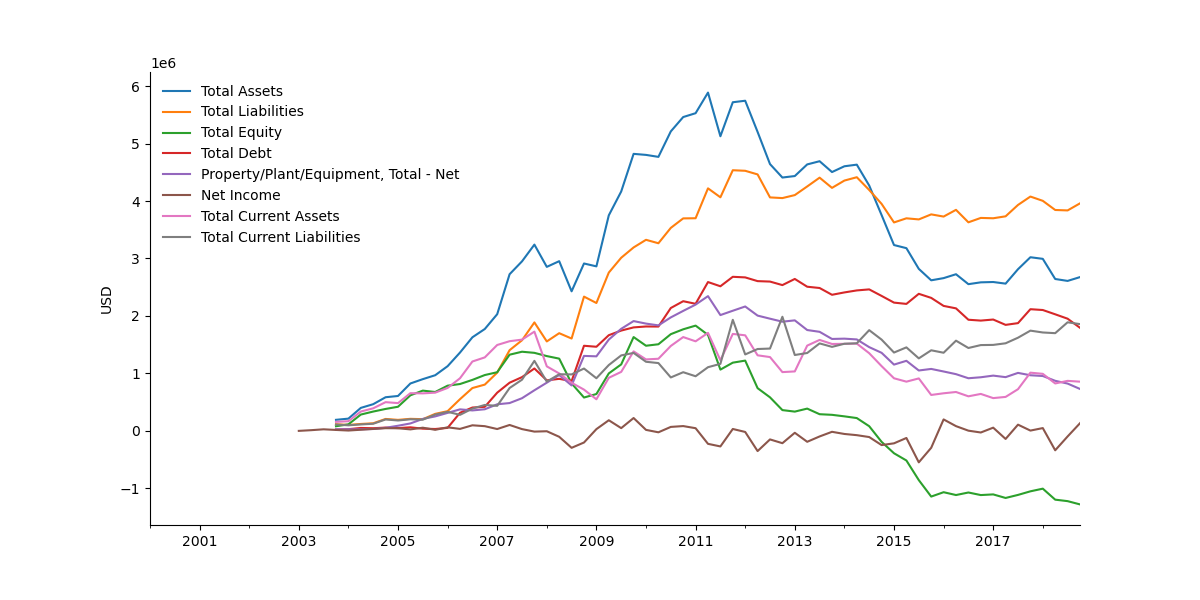 1e6
6
5
4
3
2
1
0
−1
USD
Total Assets
Total Liabilities
Total Equity
Total Debt
Property/Plant/Equipment, Total - Net
Net Income
Total Current Assets
Total Current Liabilities
2001 2003 2005 2007 2009 2011 2013 2015 2017